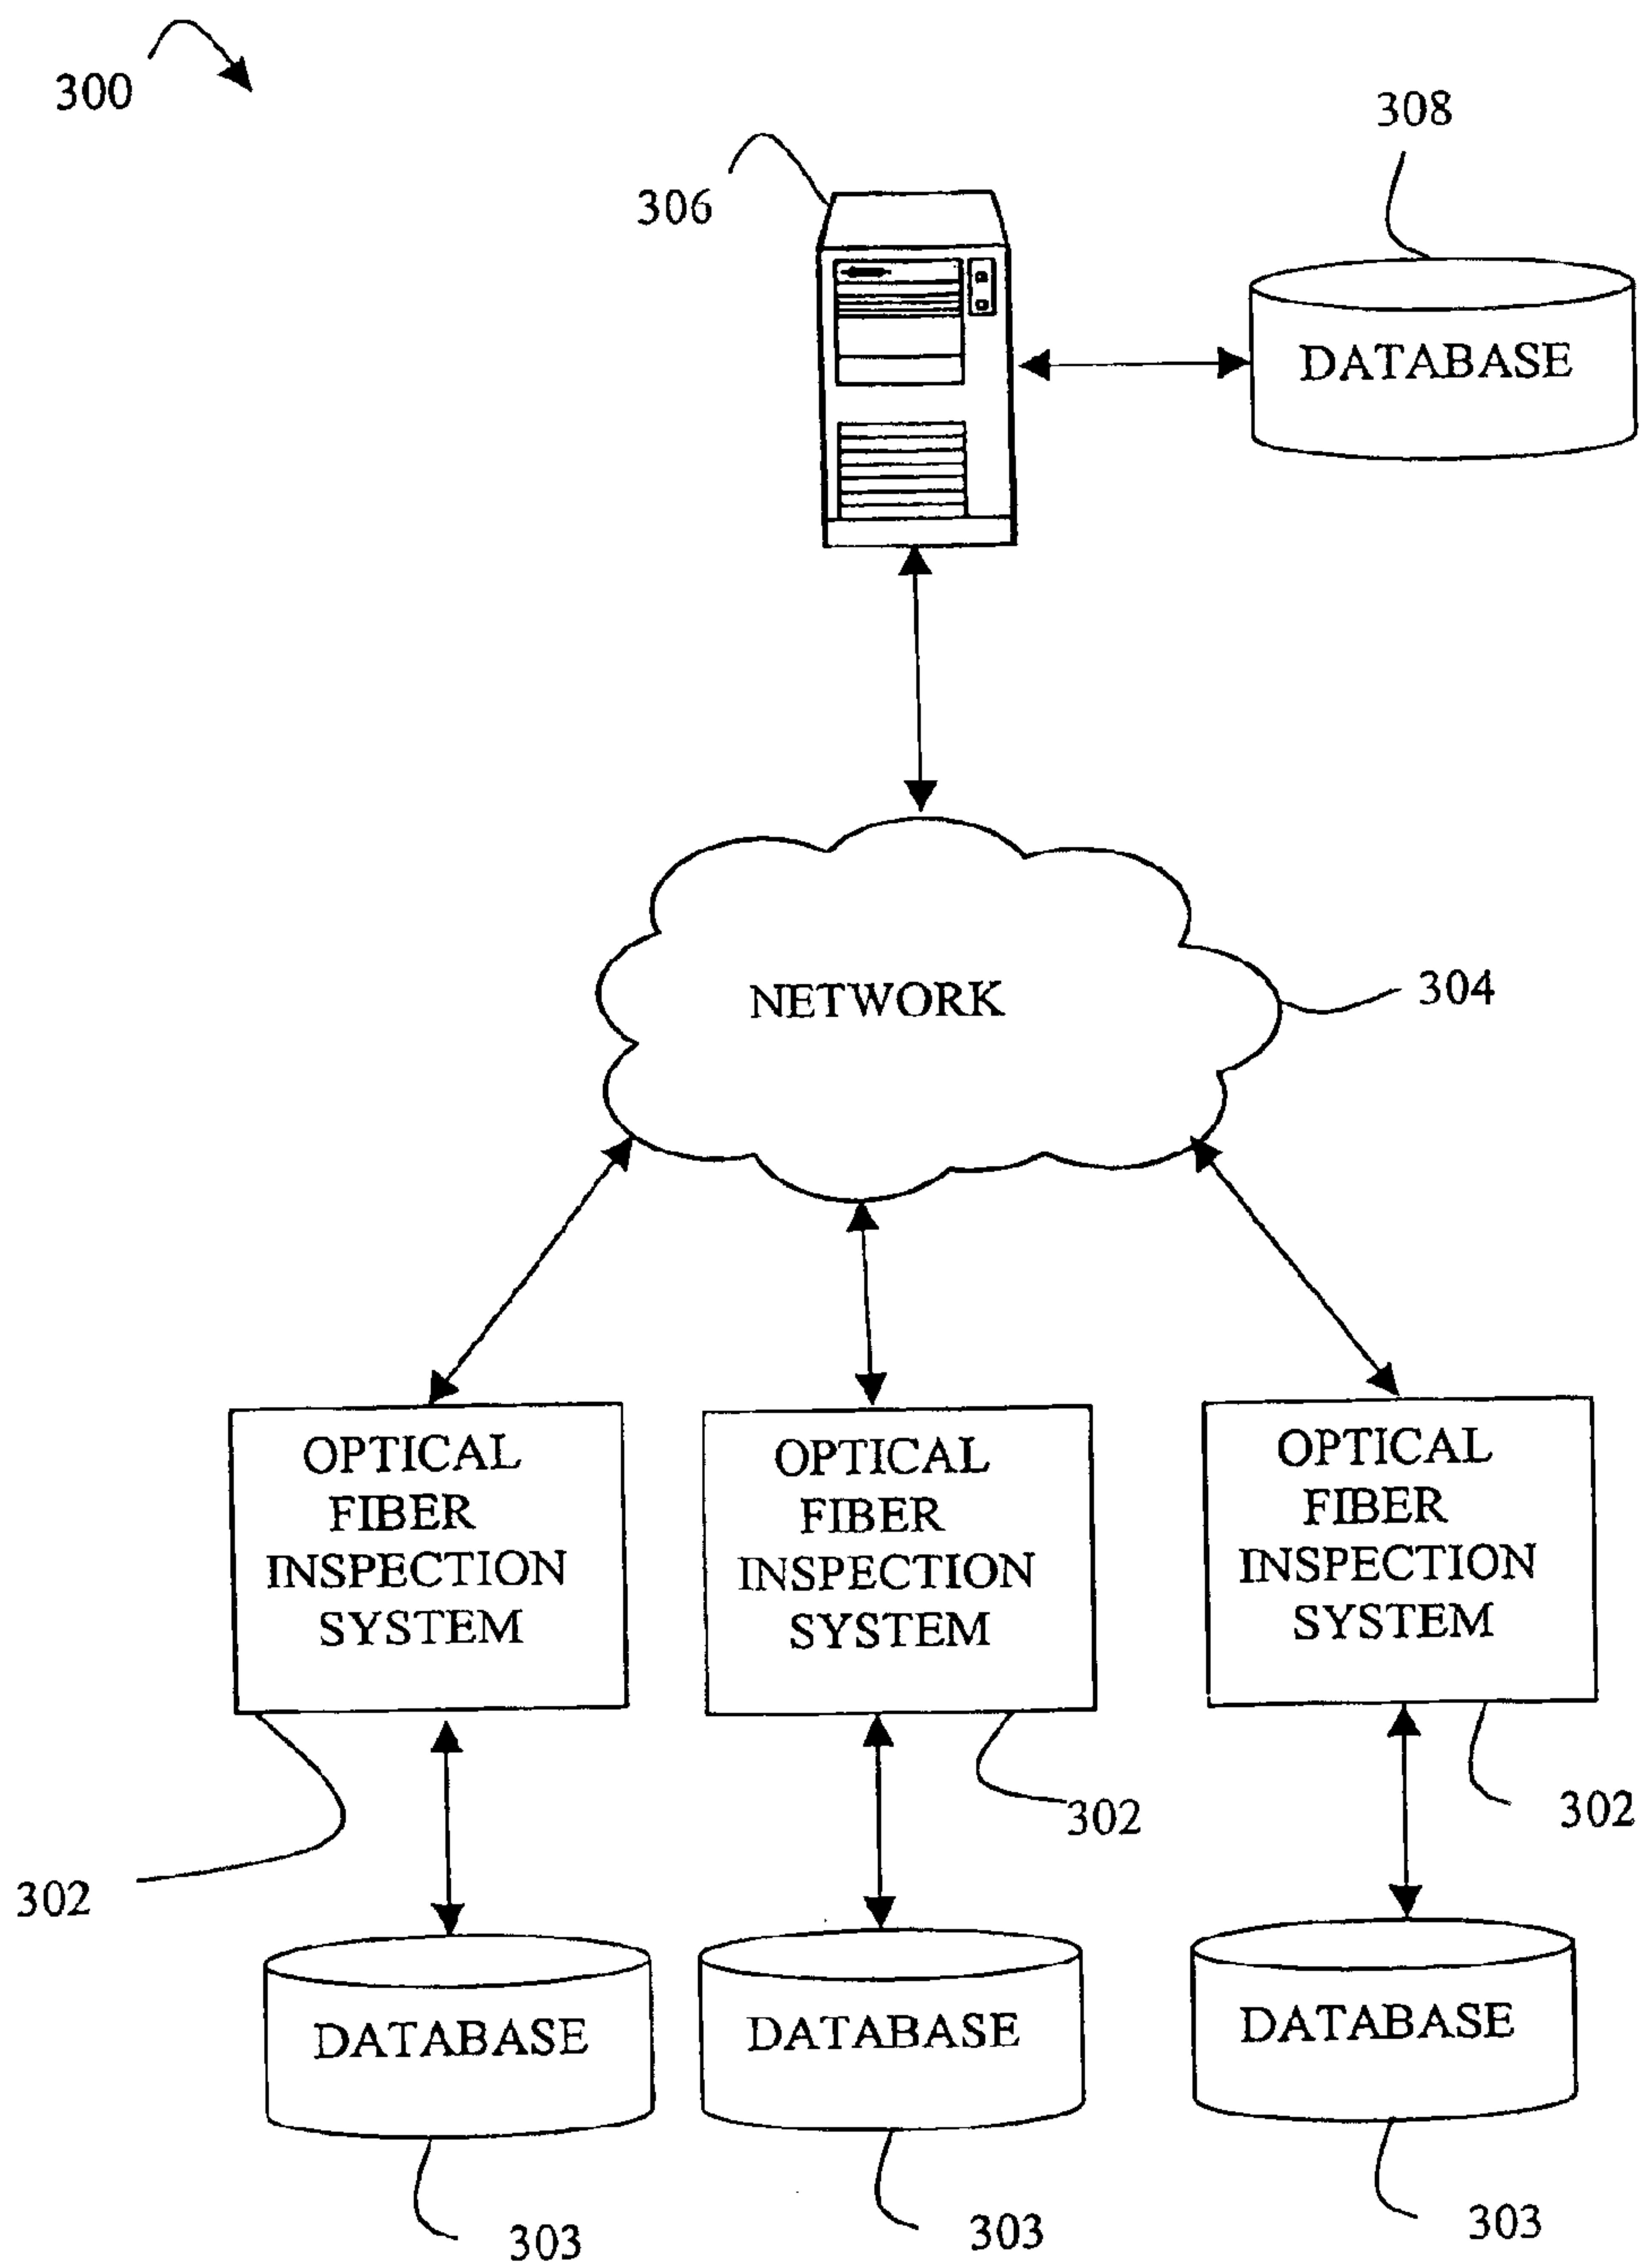 300
308
306
DATABASE
NETWORK
304
OPTICAL
FIBER
INSPECTION
SYSTEM
OPTICAL
FIBER
INSPECTION
SYSTEM
OPTICAL
FIBER
INSPECTION
SYSTEM
302
302
302
DATABASE
DATABASE
DATABASE
303
303
303